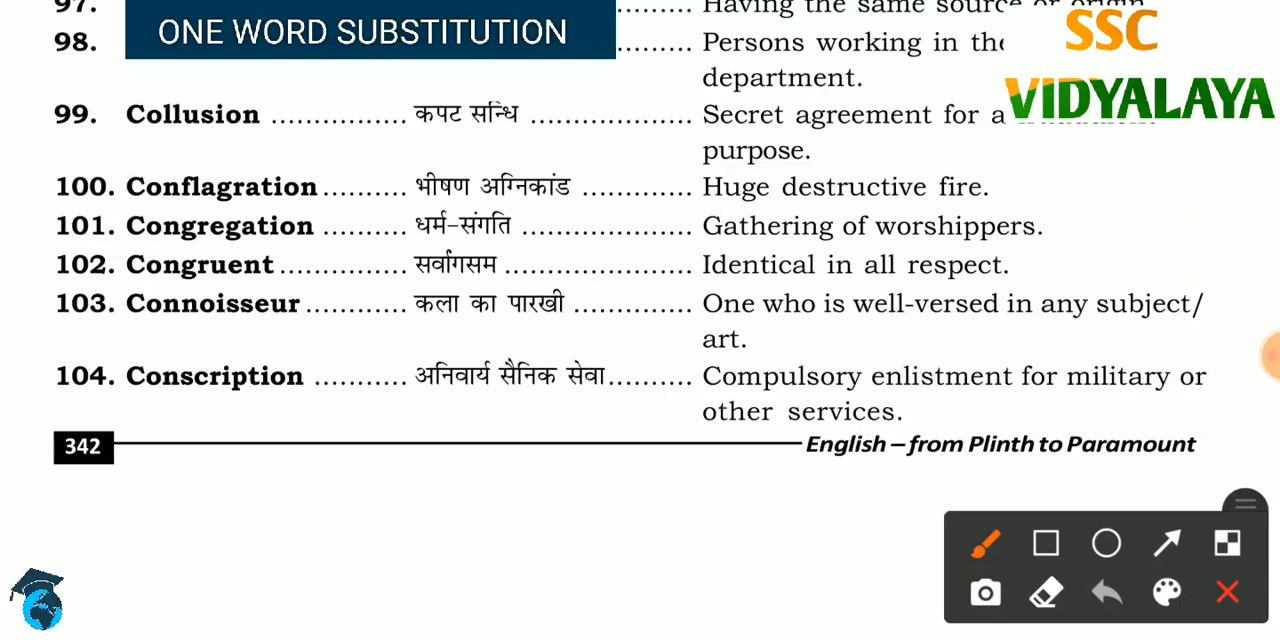 97. ......... Having the same source or origin
ONE WORD SUBSTITUTION
98. ......... Persons working in the
department.
SSC
VIDYALAYA
99. Collusion ................ कपट सन्धि ................... Secret agreement for a
purpose.
100. Conflagration .......... भीषण अग्निकांड ............. Huge destructive fire.
101. Congregation .......... धर्म-संगति .................... Gathering of worshippers.
102. Congruent ............... सर्वांगसम ...................... Identical in all respect.
103. Connoisseur ............ कला का पारखी .............. One who is well-versed in any subject/
art.
104. Conscription ........... अनिवार्य सैनिक सेवा.......... Compulsory enlistment for military or
other services.
342 English – from Plinth to Paramount